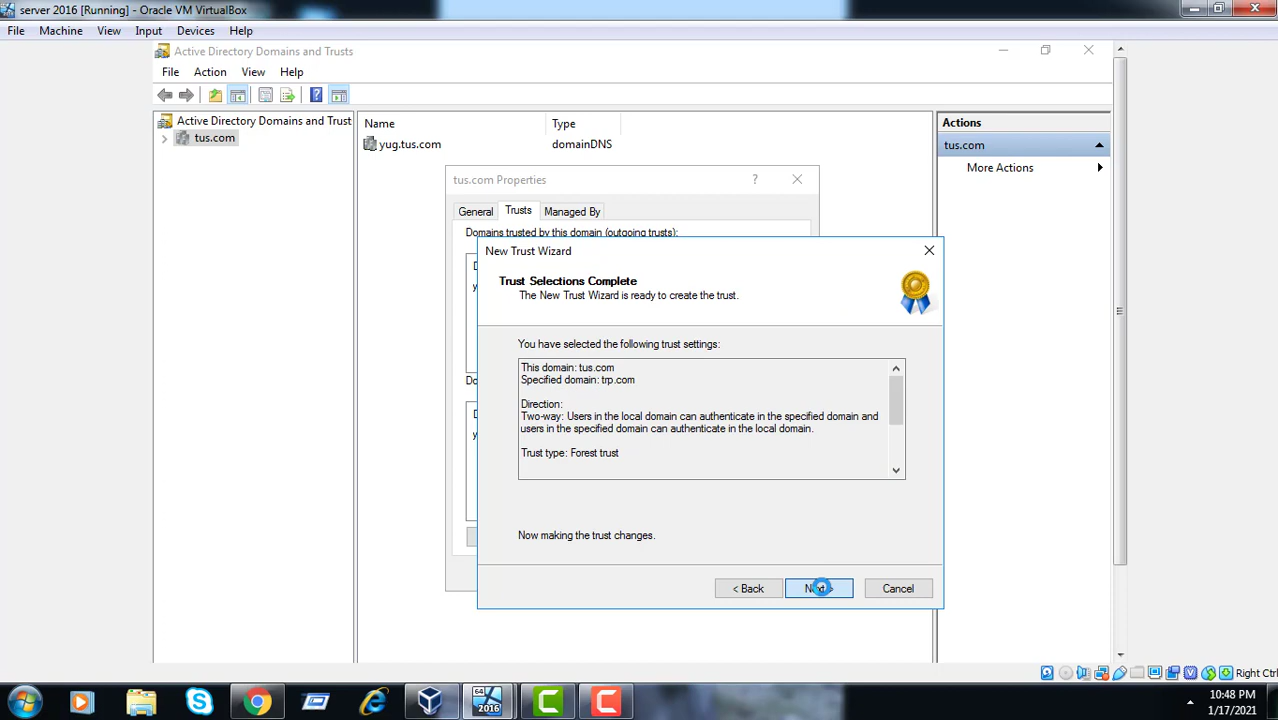 server 2016 [Running] - Oracle VM VirtualBox
File Machine View Input Devices Help
Active Directory Domains and Trusts
File Action View Help
Active Directory Domains and Trust
tus.com
Name Type
yug.tus.com domainDNS
Actions
tus.com
More Actions
tus.com Properties
?
General Trusts Managed By
Domains trusted by this domain (outgoing trusts):
New Trust Wizard
Trust Selections Complete
The New Trust Wizard is ready to create the trust.
You have selected the following trust settings:
This domain: tus.com
Specified domain: trp.com
Direction:
Two-way: Users in the local domain can authenticate in the specified domain and
users in the specified domain can authenticate in the local domain.
Trust type: Forest trust
Now making the trust changes.
< Back Next > Cancel
Right Ctrl
64
2016
10:48 PM
1/17/2021